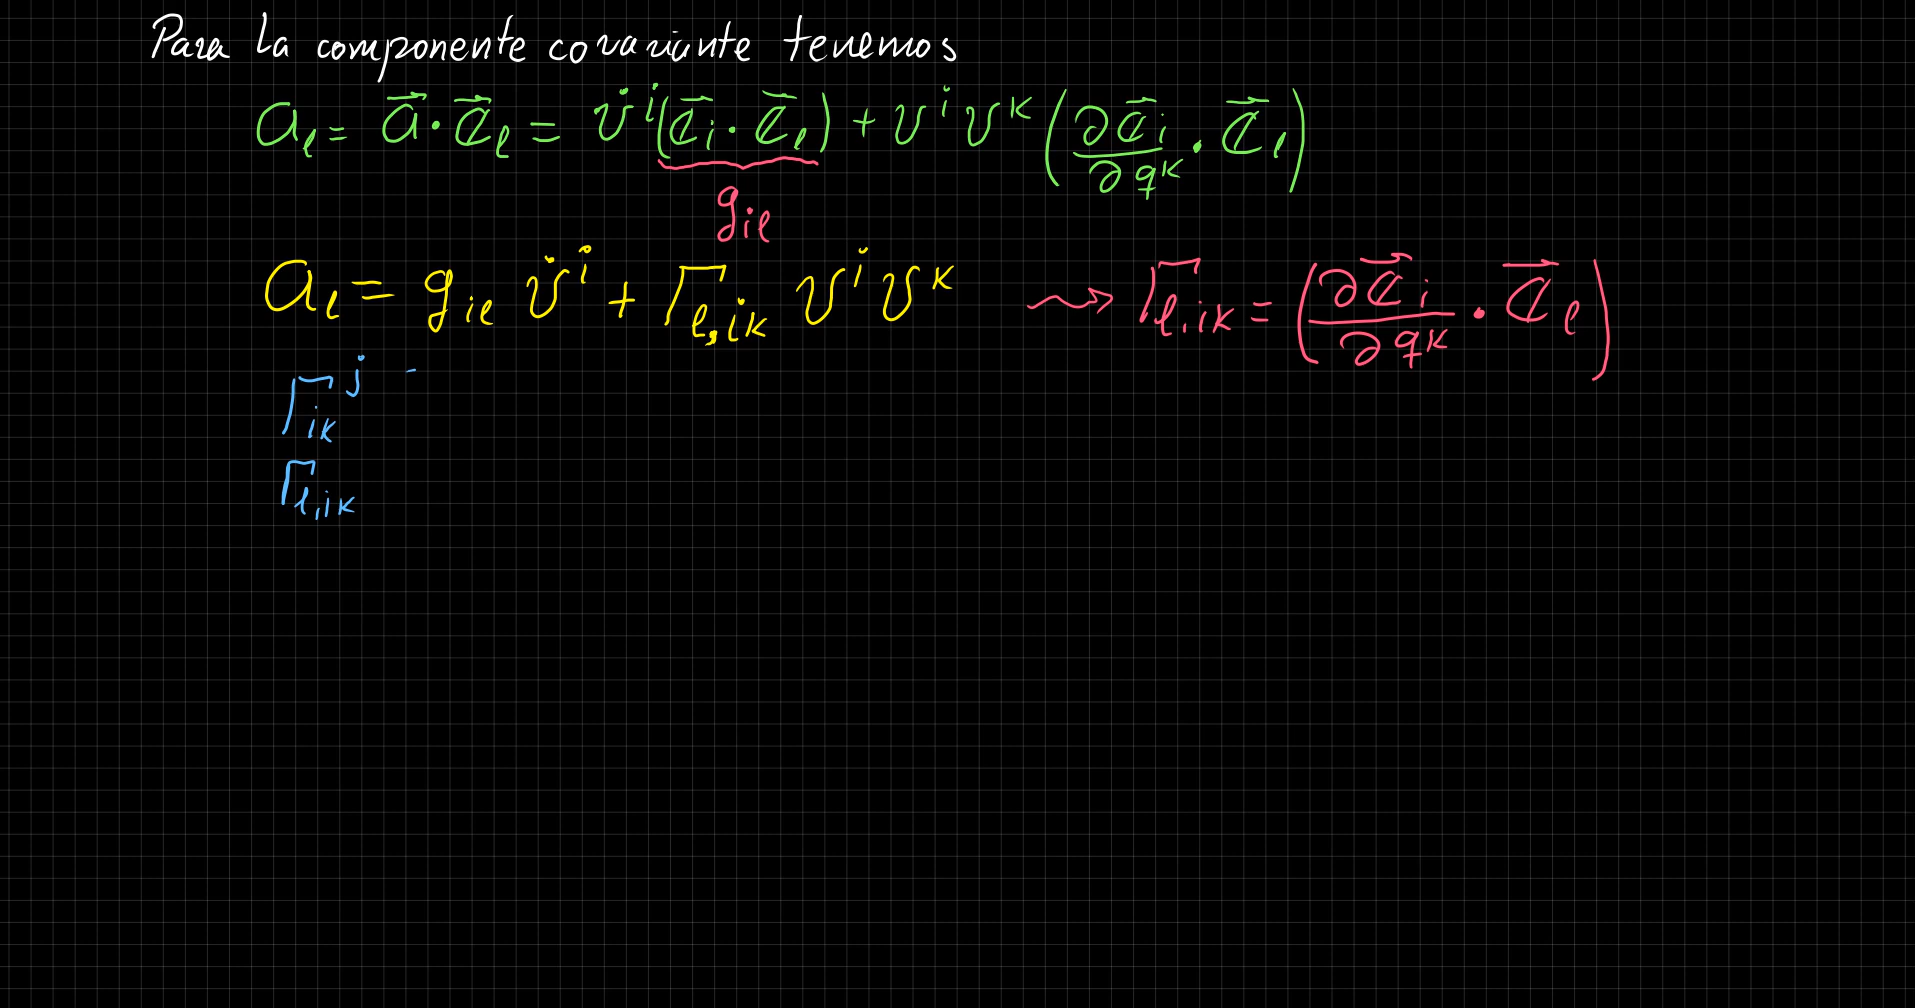 Para la componente covariante tenemos
a_l = \vec{a} · \vec{e}_l = \dot{v}^i (\vec{e}_i · \vec{e}_l) + v^i v^k (∂\vec{e}_i / ∂q^k · \vec{e}_l)
g_{il}
a_l = g_{il} \dot{v}^i + Γ_{l,ik} v^i v^k ⇝ Γ_{l,ik} = (∂\vec{e}_i / ∂q^k · \vec{e}_l)
Γ_{ik}^j -
Γ_{l,ik}